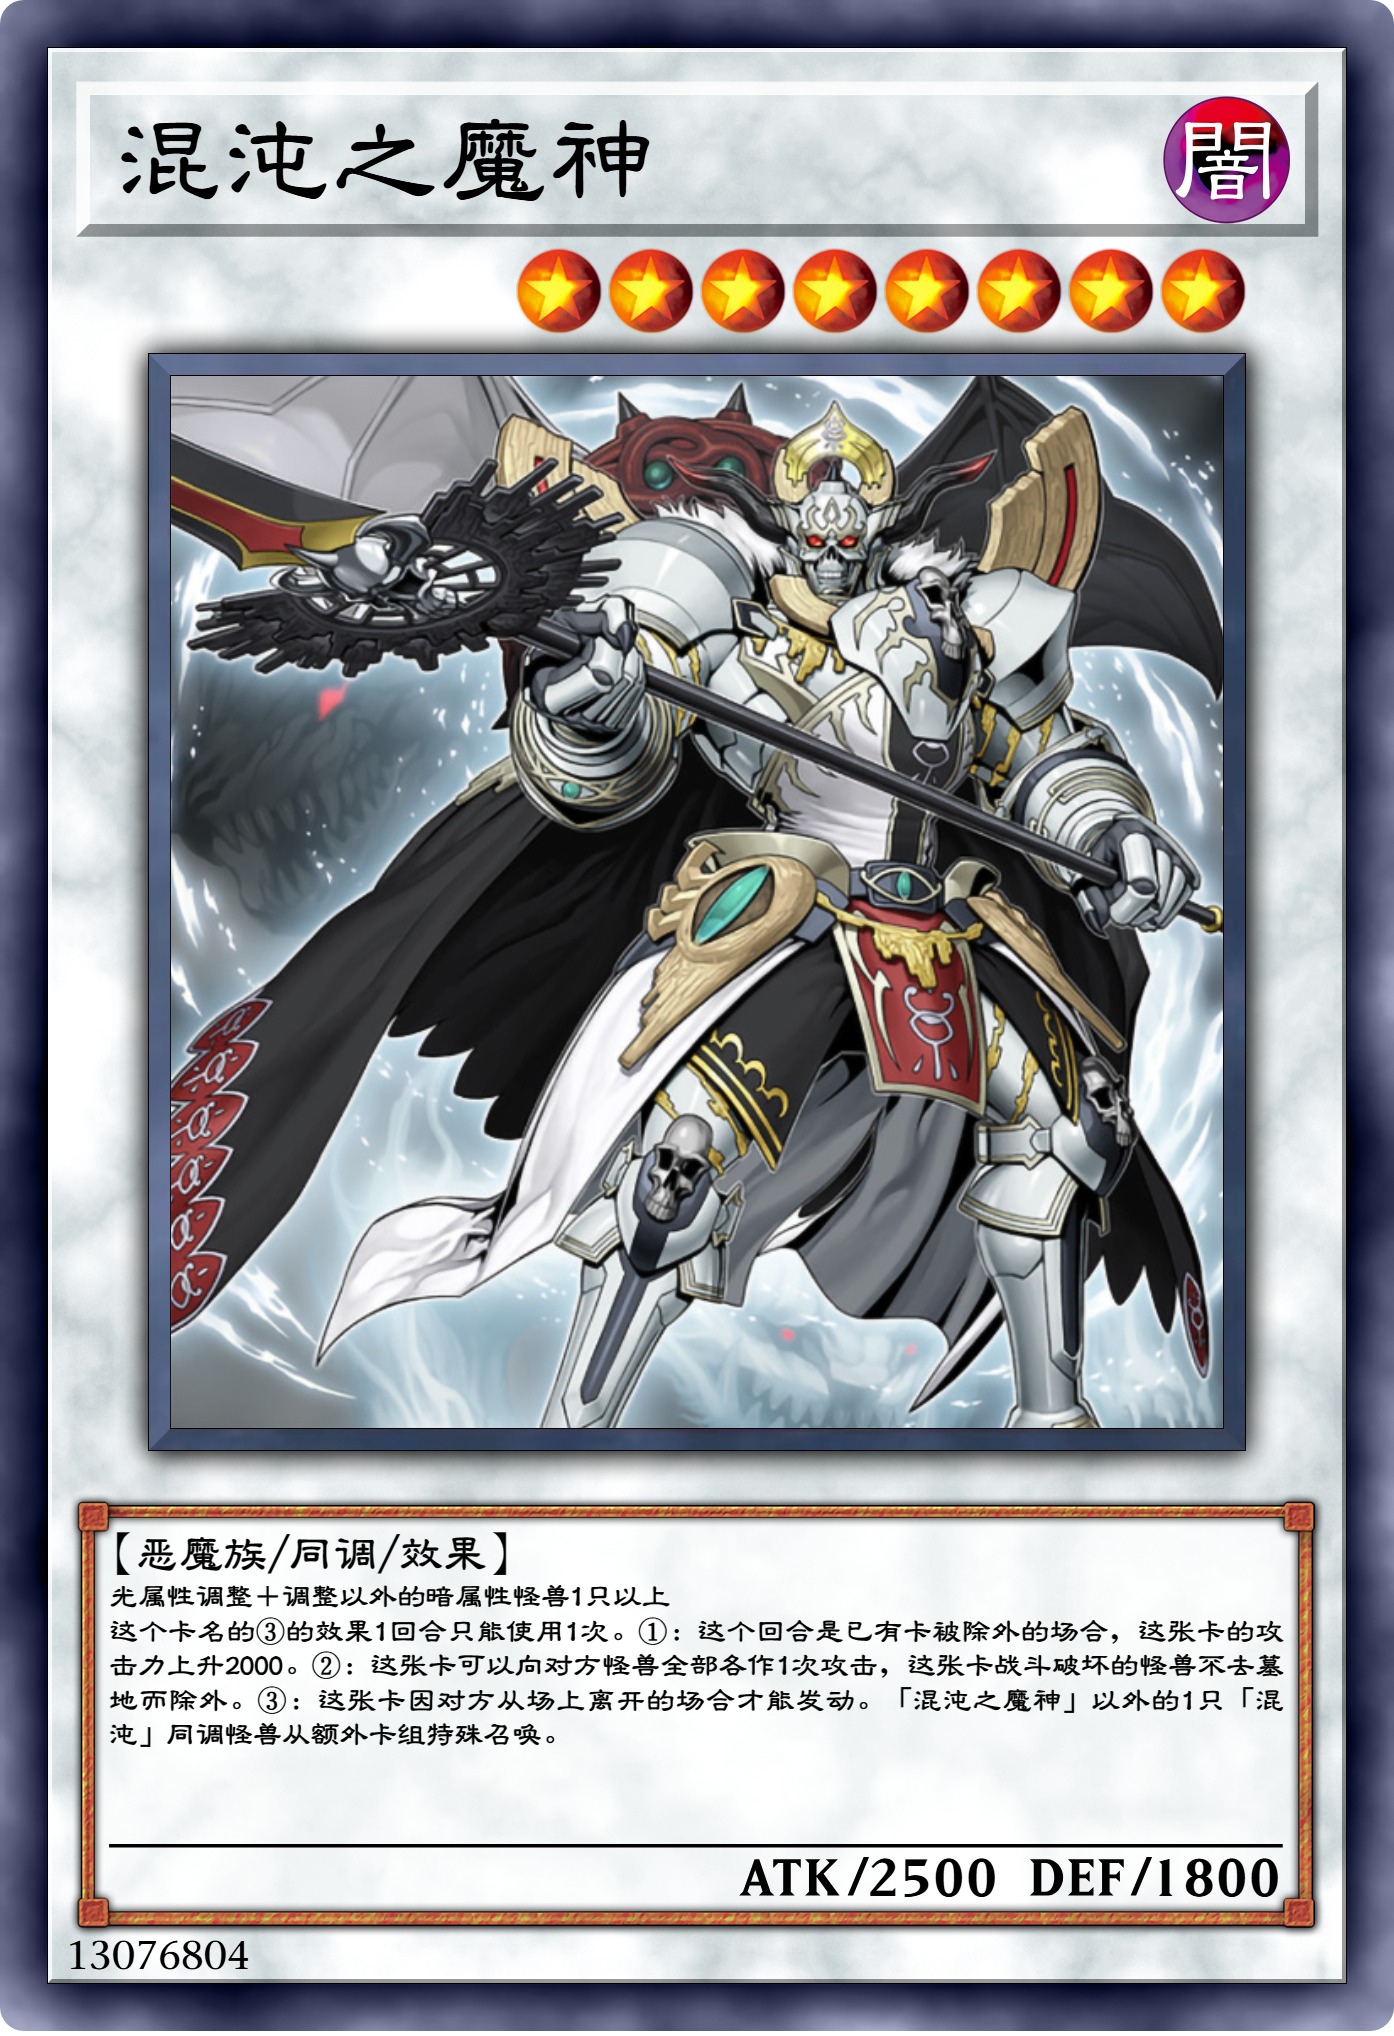 混沌之魔神
闇
【恶魔族/同调/效果】
光属性调整＋调整以外的暗属性怪兽1只以上
这个卡名的③的效果1回合只能使用1次。①：这个回合是已有卡被除外的场合，这张卡的攻
击力上升2000。②：这张卡可以向对方怪兽全部各作1次攻击，这张卡战斗破坏的怪兽不去墓
地而除外。③：这张卡因对方从场上离开的场合才能发动。「混沌之魔神」以外的1只「混
沌」同调怪兽从额外卡组特殊召唤。
ATK/2500 DEF/1800
13076804